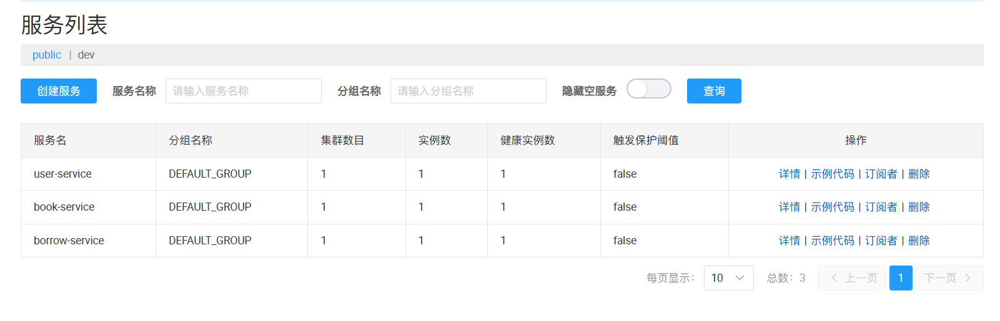 服务列表
public | dev
创建服务 服务名称 请输入服务名称 分组名称 请输入分组名称 隐藏空服务 查询
服务名 分组名称 集群数目 实例数 健康实例数 触发保护阈值 操作
user-service DEFAULT_GROUP 1 1 1 false 详情 | 示例代码 | 订阅者 | 删除
book-service DEFAULT_GROUP 1 1 1 false 详情 | 示例代码 | 订阅者 | 删除
borrow-service DEFAULT_GROUP 1 1 1 false 详情 | 示例代码 | 订阅者 | 删除
每页显示： 10 总数：3 上一页 1 下一页